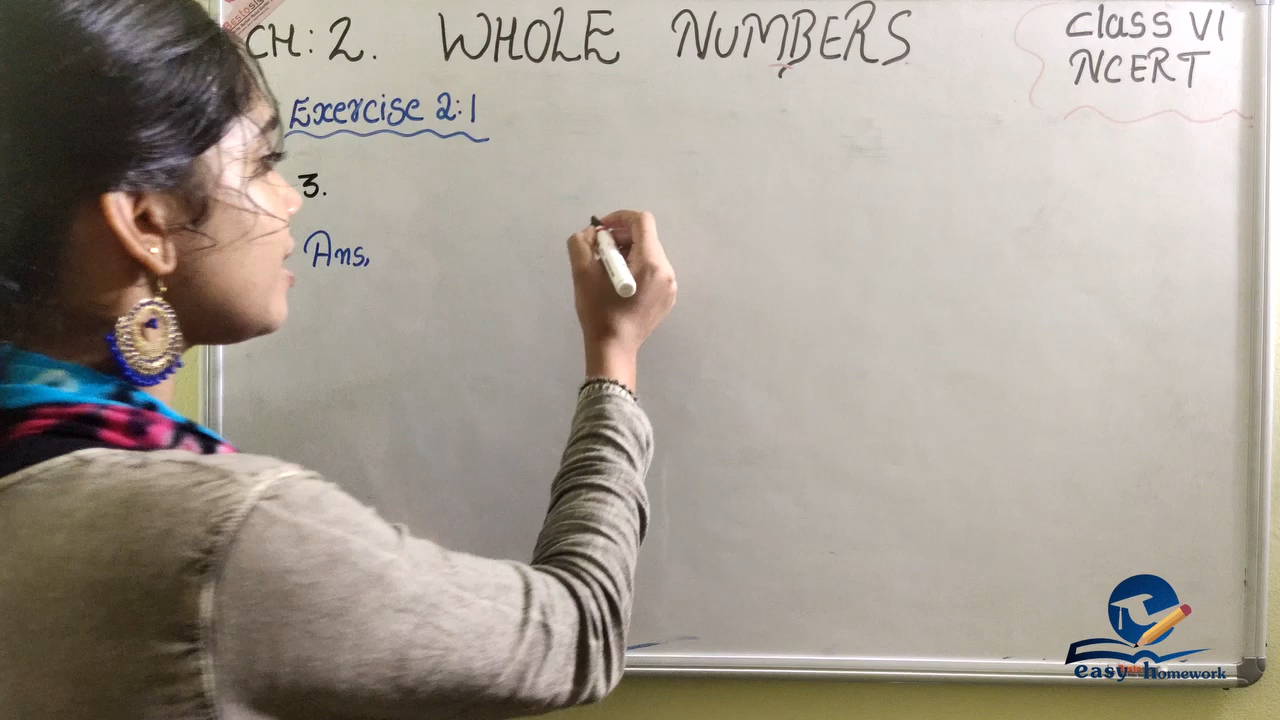 CH: 2. WHOLE NUMBERS
Class VI
NCERT
Exercise 2:1
3.
Ans,
easy homework